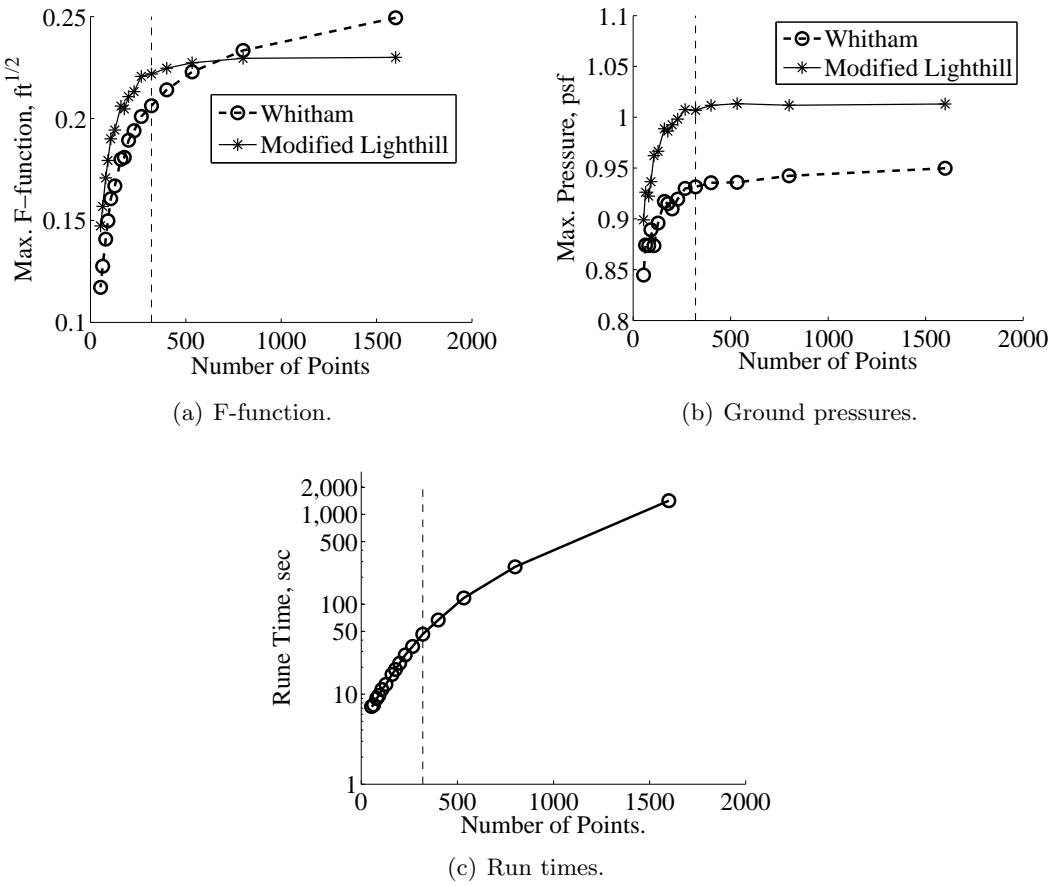 0.25
0.2
0.15
0.1
Max. F−function, ft^{1/2}
Whitham
Modified Lighthill
0 500 1000 1500 2000
Number of Points
(a) F-function.
1.1
1.05
1
0.95
0.9
0.85
0.8
Max. Pressure, psf
Whitham
Modified Lighthill
0 500 1000 1500 2000
Number of Points
(b) Ground pressures.
2,000
1,000
500
100
50
10
1
Rune Time, sec
0 500 1000 1500 2000
Number of Points.
(c) Run times.